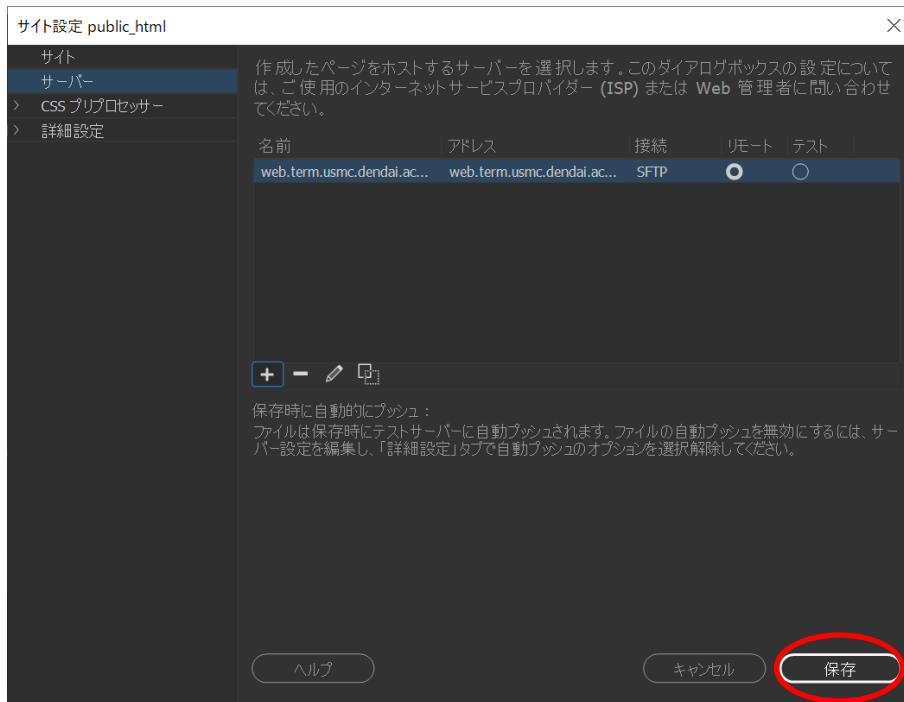 サイト設定 public_html
サイト
サーバー
CSS プリプロセッサー
詳細設定
作成したページをホストするサーバーを選択します。このダイアログボックスの設定について
は、ご使用のインターネットサービスプロバイダー (ISP) または Web 管理者に問い合わせ
てください。
名前 アドレス 接続 リモート テスト
web.term.usmc.dendai.ac... web.term.usmc.dendai.ac... SFTP
保存時に自動的にプッシュ：
ファイルは保存時にテストサーバーに自動プッシュされます。ファイルの自動プッシュを無効にするには、サー
バー設定を編集し、「詳細設定」タブで自動プッシュのオプションを選択解除してください。
ヘルプ キャンセル 保存